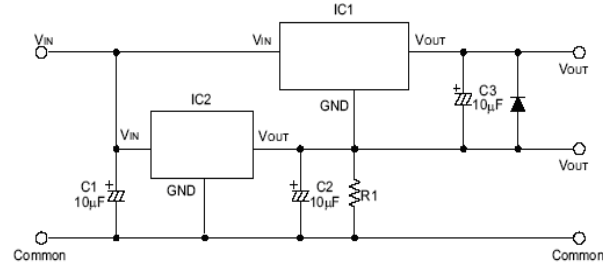 IC1
VIN
VIN
VOUT
VOUT
GND
+
C3
10μF
IC2
VIN
VOUT
VOUT
GND
+
C1
10μF
+
C2
10μF
R1
Common
Common